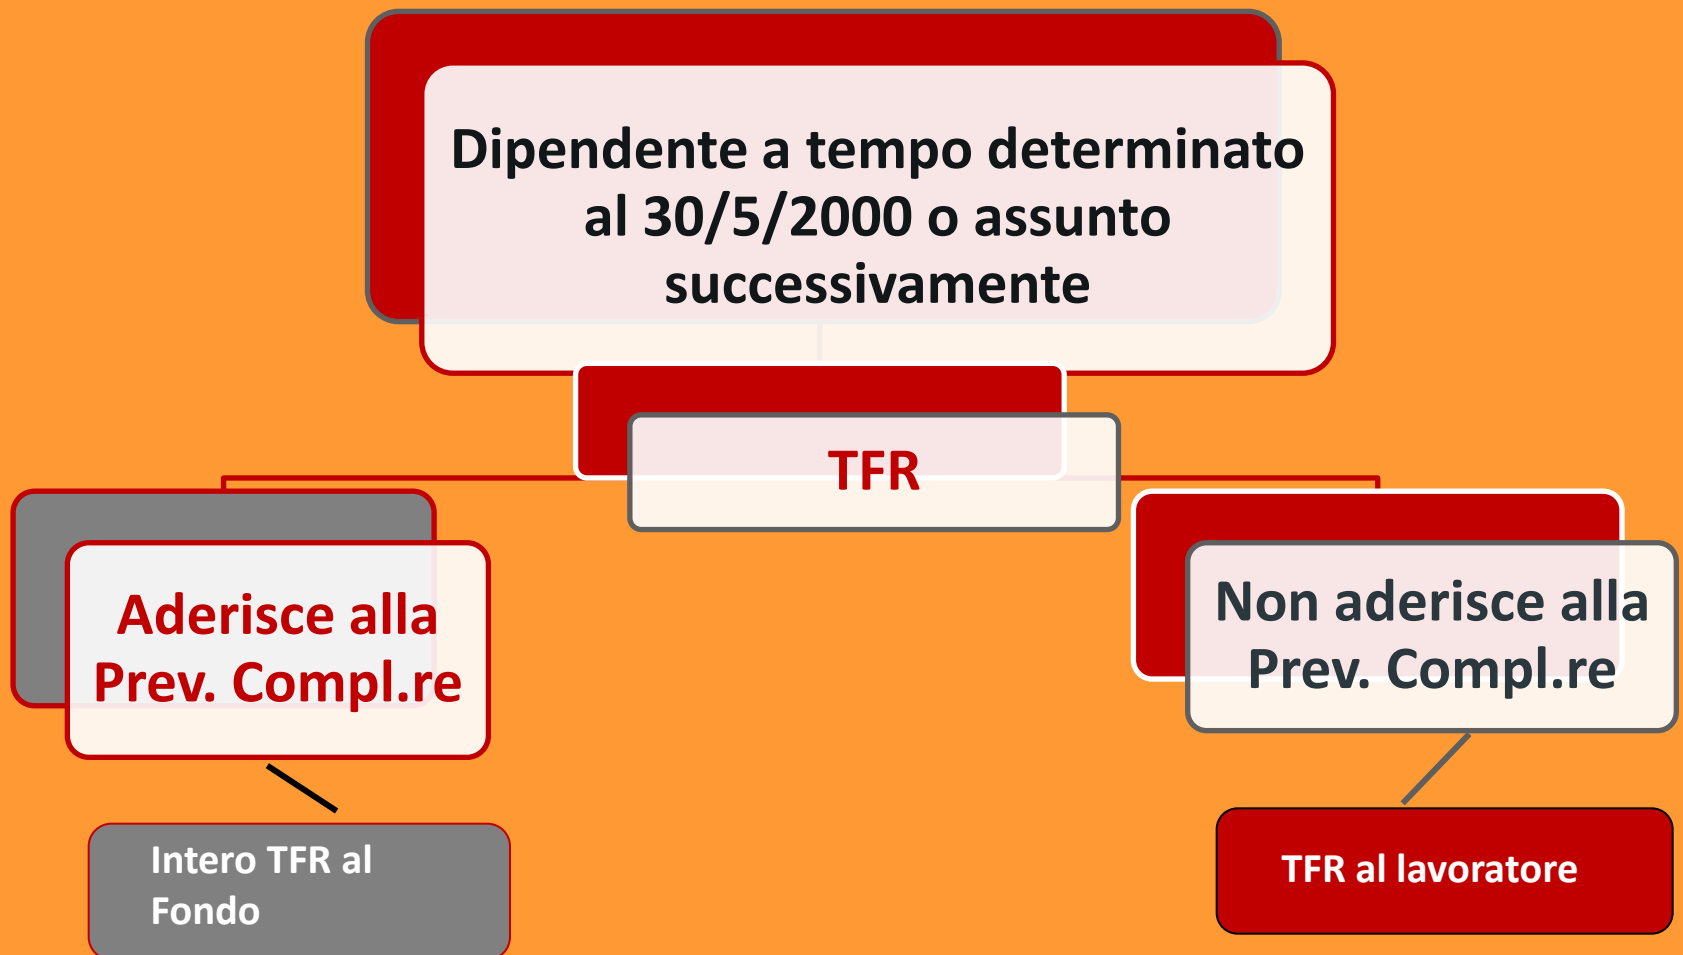 Dipendente a tempo determinato
al 30/5/2000 o assunto
successivamente
TFR
Aderisce alla
Prev. Compl.re
Non aderisce alla
Prev. Compl.re
Intero TFR al
Fondo
TFR al lavoratore